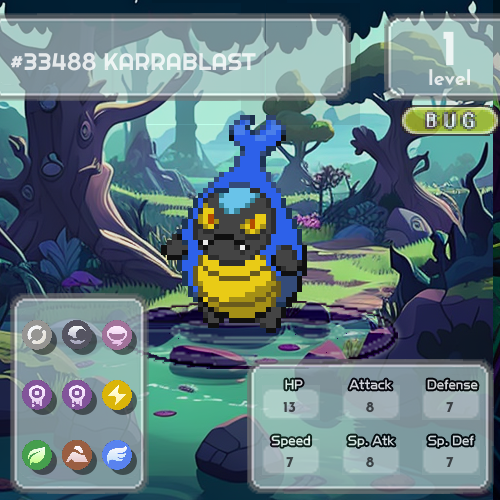 #33488 KARRABLAST
1
level
BUG
HP Attack Defense
13 8 7
Speed Sp. Atk Sp. Def
7 8 7